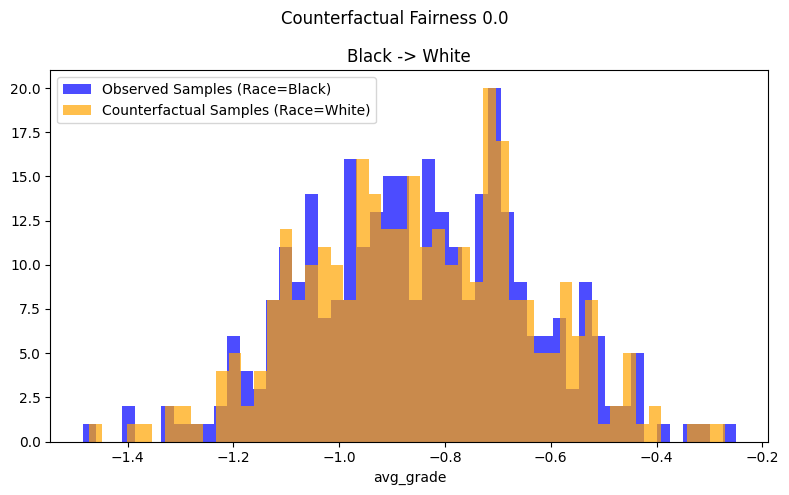 Counterfactual Fairness 0.0
Black -> White
Observed Samples (Race=Black)
Counterfactual Samples (Race=White)
20.0
17.5
15.0
12.5
10.0
7.5
5.0
2.5
0.0
−1.4 −1.2 −1.0 −0.8 −0.6 −0.4 −0.2
avg_grade